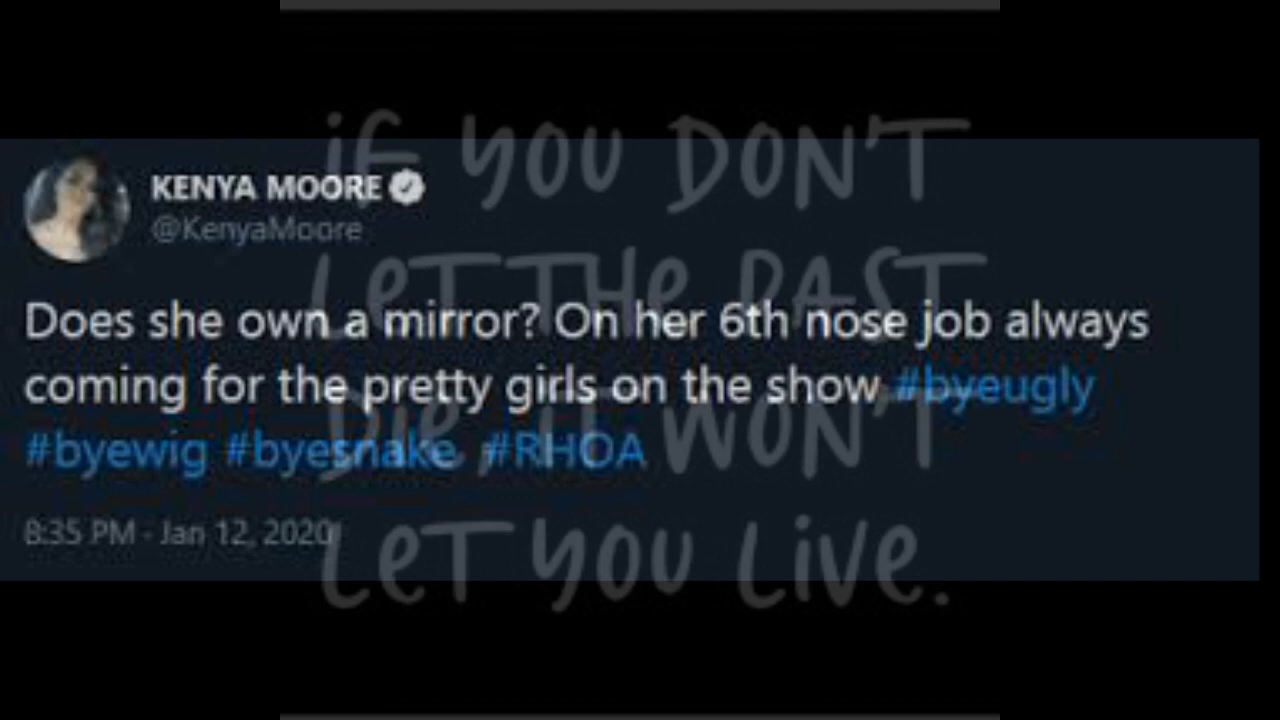 KENYA MOORE
@KenyaMoore
Does she own a mirror? On her 6th nose job always
coming for the pretty girls on the show #byeugly
#byewig #byesnake #RHOA
8:35 PM - Jan 12, 2020
if you DON'T
LeT THe PAST
Die, iT WON'T
LeT you Live.